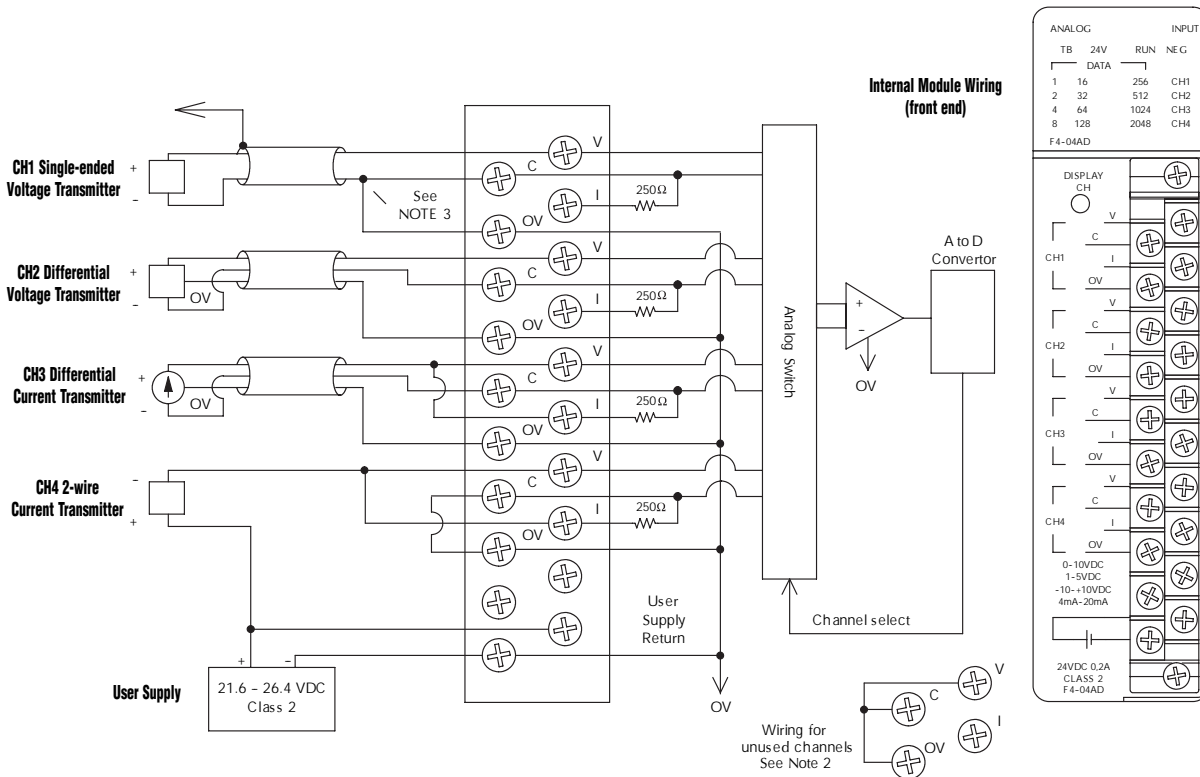 Internal Module Wiring
(front end)
CH1 Single-ended
Voltage Transmitter
+
-
See
NOTE 3
V
C
I
OV
250Ω
CH2 Differential
Voltage Transmitter
+
-
OV
V
C
I
OV
250Ω
CH3 Differential
Current Transmitter
+
-
OV
V
C
I
OV
250Ω
CH4 2-wire
Current Transmitter
-
+
V
C
I
OV
250Ω
User Supply
+ -
21.6 – 26.4 VDC
Class 2
User
Supply
Return
OV
Analog Switch
+
-
OV
A to D
Convertor
Channel select
Wiring for
unused channels
See Note 2
V
C
I
OV
ANALOG INPUT
TB 24V RUN NEG
DATA
1 16 256 CH1
2 32 512 CH2
4 64 1024 CH3
8 128 2048 CH4
F4-04AD
DISPLAY
CH
V
C
CH1
I
OV
V
C
CH2
I
OV
V
C
CH3
I
OV
V
C
CH4
I
OV
0-10VDC
1-5VDC
-10-+10VDC
4mA-20mA
24VDC 0,2A
CLASS 2
F4-04AD